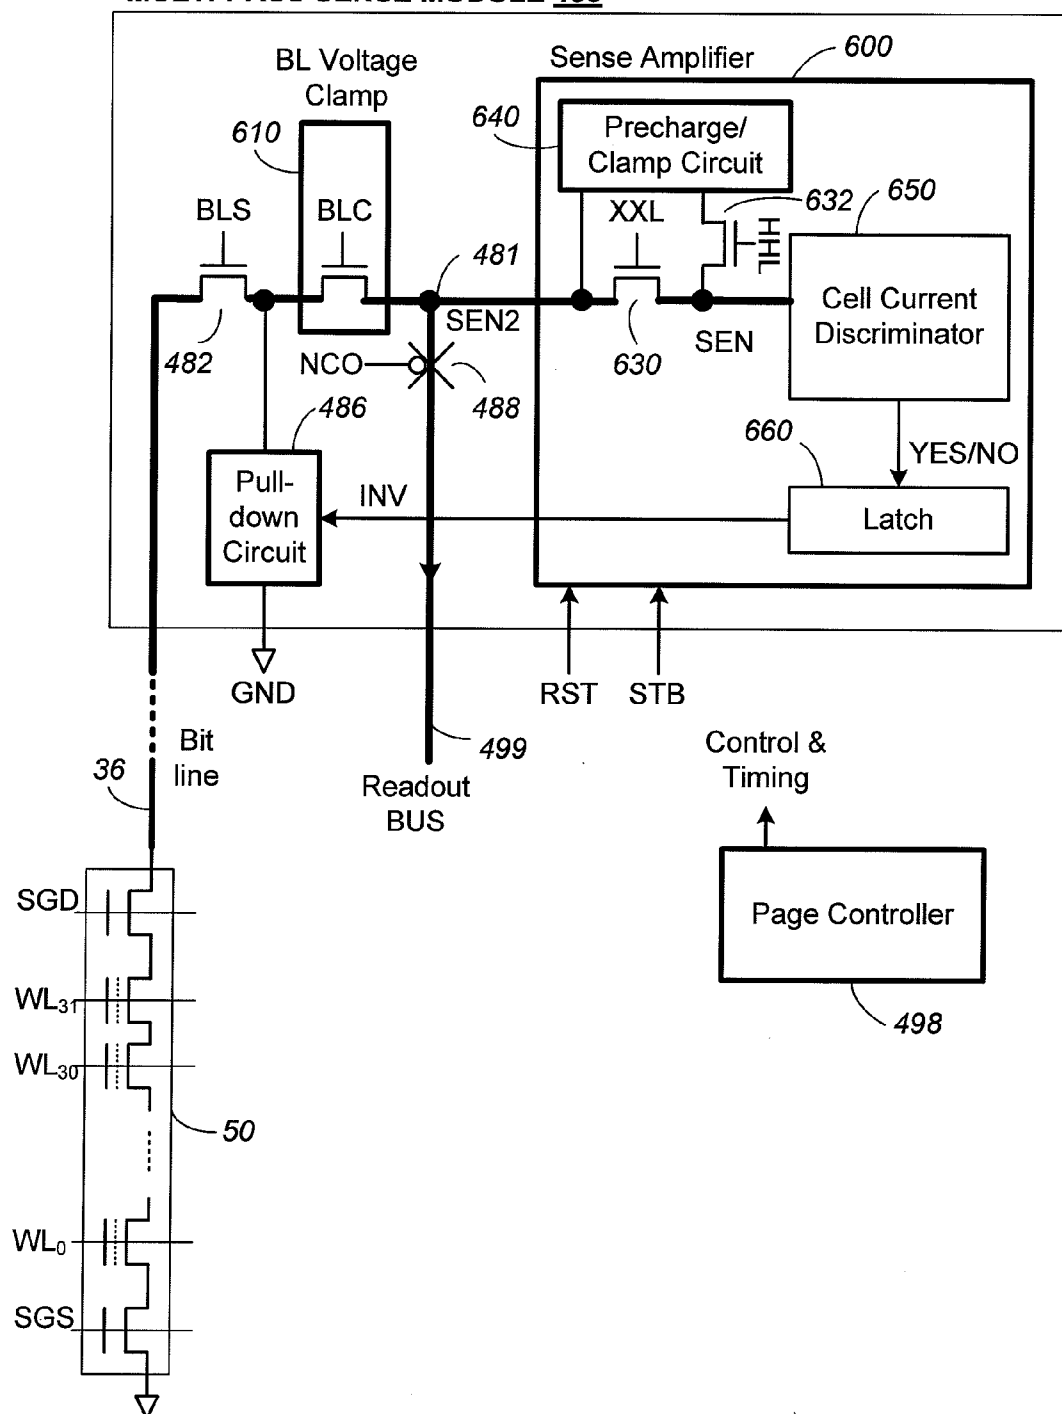 600
Sense Amplifier
BL Voltage
Clamp
640
Precharge/
Clamp Circuit
610
632
650
BLS
BLC
XXL
HHL
481
SEN2
Cell Current
Discriminator
482
630
SEN
NCO
488
486
660
YES/NO
Pull-
down
Circuit
INV
Latch
GND
RST
STB
Bit
line
499
Control &
Timing
36
Readout
BUS
SGD
Page Controller
WL31
498
WL30
50
WL0
SGS